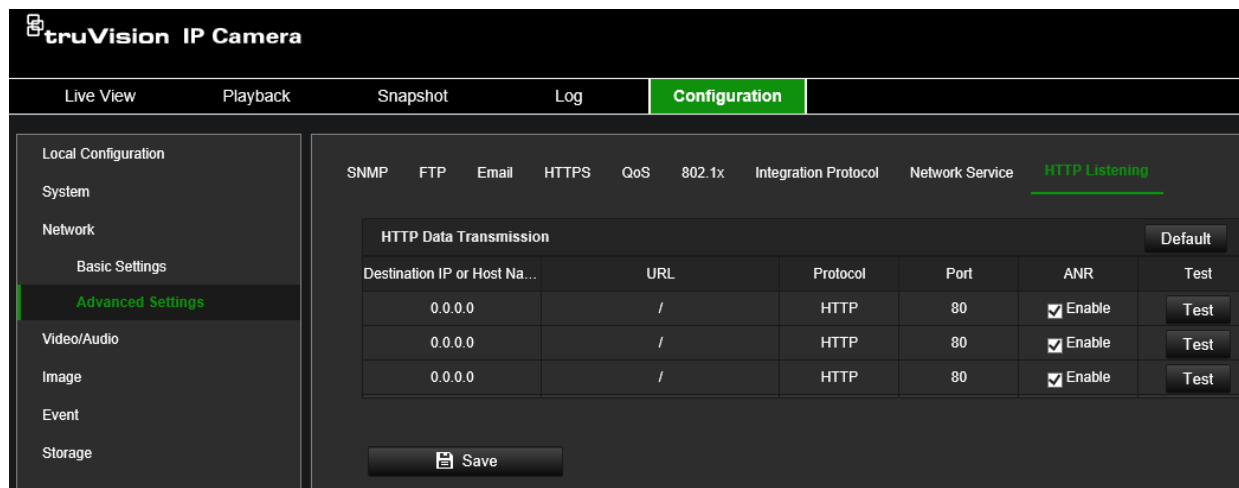 truVision IP Camera
Live View Playback Snapshot Log Configuration
Local Configuration
System
Network
Basic Settings
Advanced Settings
Video/Audio
Image
Event
Storage
SNMP FTP Email HTTPS QoS 802.1x Integration Protocol Network Service HTTP Listening
HTTP Data Transmission Default
Destination IP or Host Na... URL Protocol Port ANR Test
0.0.0.0 / HTTP 80 Enable Test
0.0.0.0 / HTTP 80 Enable Test
0.0.0.0 / HTTP 80 Enable Test
Save